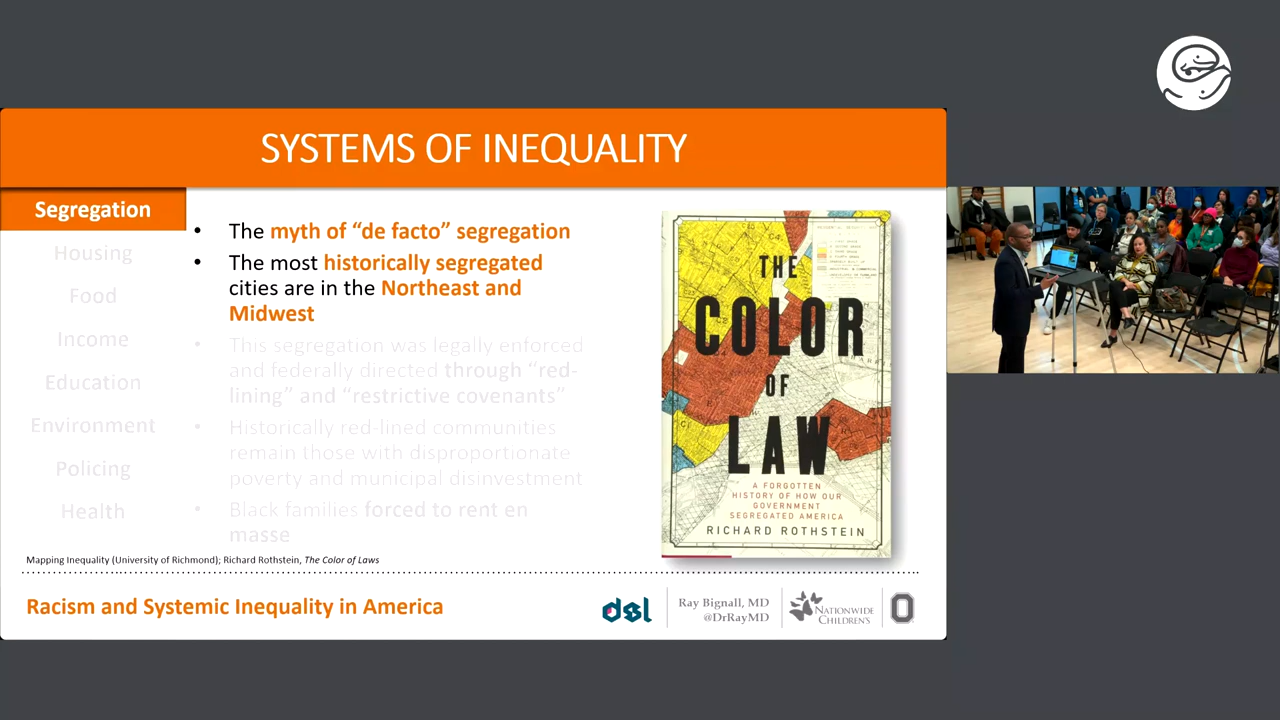 SYSTEMS OF INEQUALITY
Segregation
Housing
Food
Income
Education
Environment
Policing
Health
• The myth of “de facto” segregation
• The most historically segregated
cities are in the Northeast and
Midwest
• This segregation was legally enforced
and federally directed through “red-
lining” and “restrictive covenants”
• Historically red-lined communities
remain those with disproportionate
poverty and municipal disinvestment
• Black families forced to rent en
masse
THE
COLOR
OF
LAW
A FORGOTTEN
HISTORY OF HOW OUR
GOVERNMENT
SEGREGATED AMERICA
RICHARD ROTHSTEIN
Mapping Inequality (University of Richmond); Richard Rothstein, The Color of Laws
Racism and Systemic Inequality in America
dsl
Ray Bignall, MD
@DrRayMD
NATIONWIDE
CHILDREN'S
O